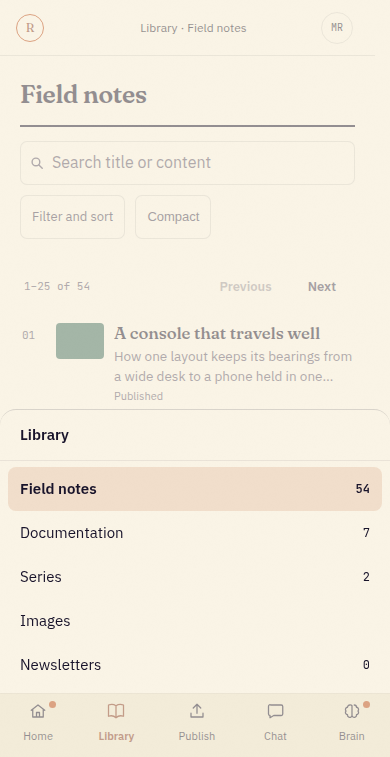 R
Library · Field notes
MR
Field notes
Search title or content
Filter and sort
Compact
1–25 of 54
Previous
Next
01
A console that travels well
How one layout keeps its bearings from
a wide desk to a phone held in one…
Published
Library
Field notes 54
Documentation 7
Series 2
Images
Newsletters 0
Home
Library
Publish
Chat
Brain